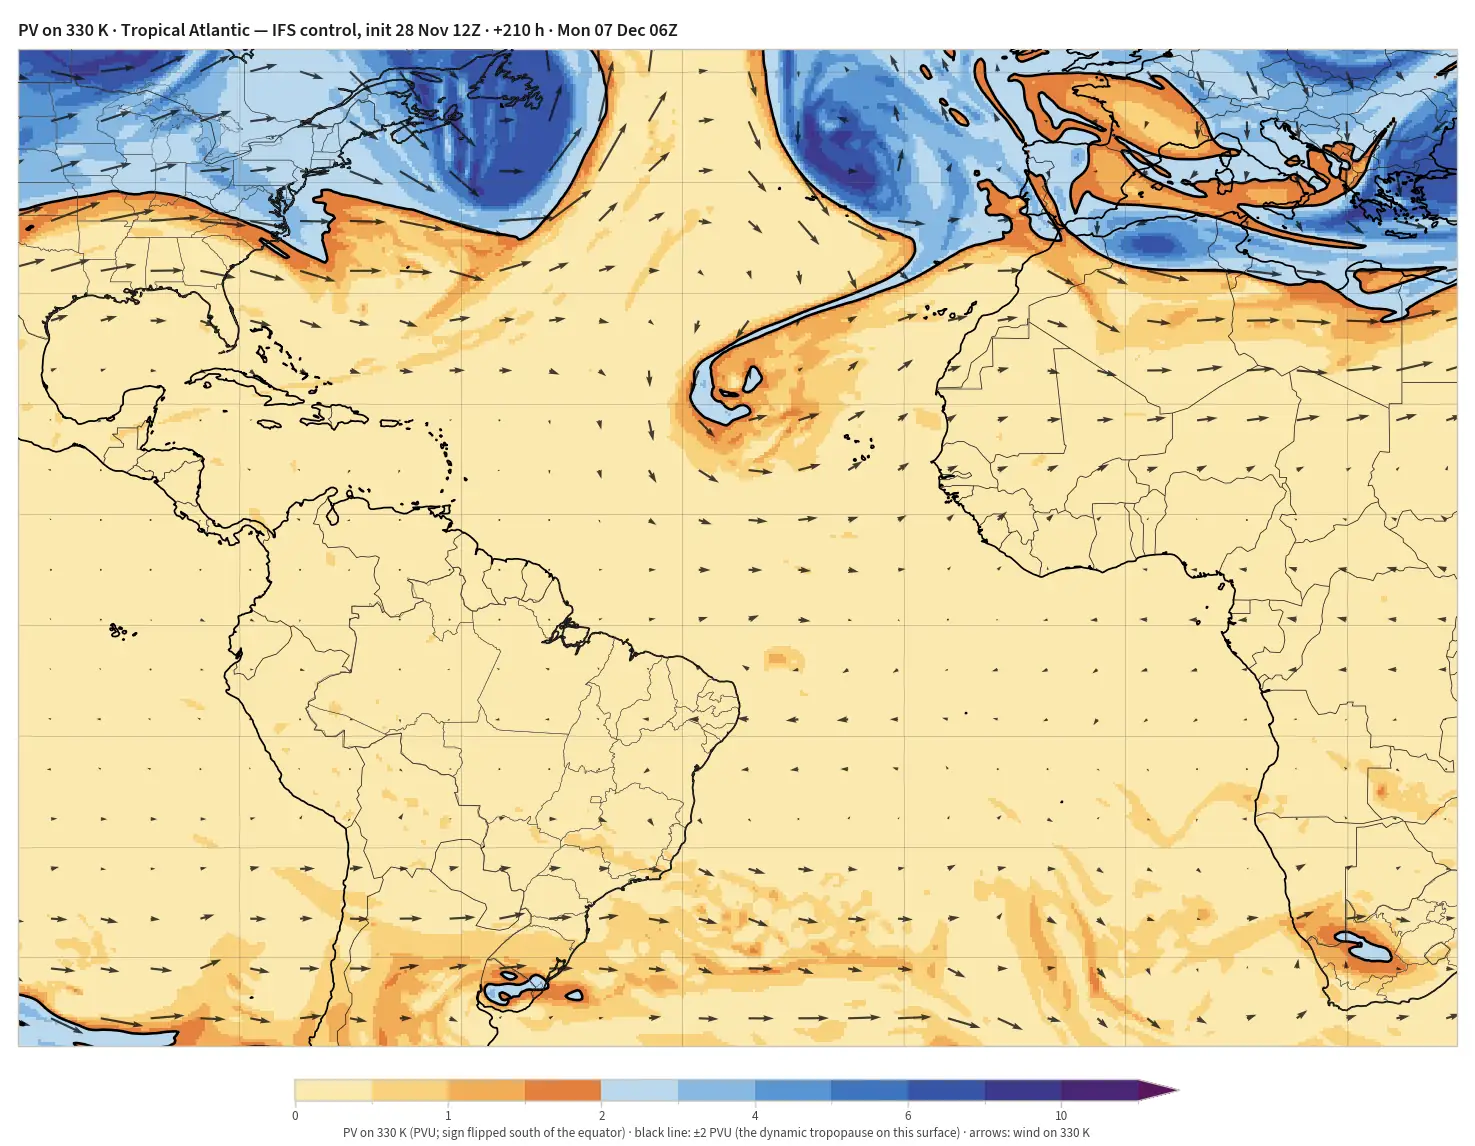 PV on 330 K · Tropical Atlantic — IFS control, init 28 Nov 12Z · +210 h · Mon 07 Dec 06Z
0 1 2 4 6 10
PV on 330 K (PVU; sign flipped south of the equator) · black line: ±2 PVU (the dynamic tropopause on this surface) · arrows: wind on 330 K